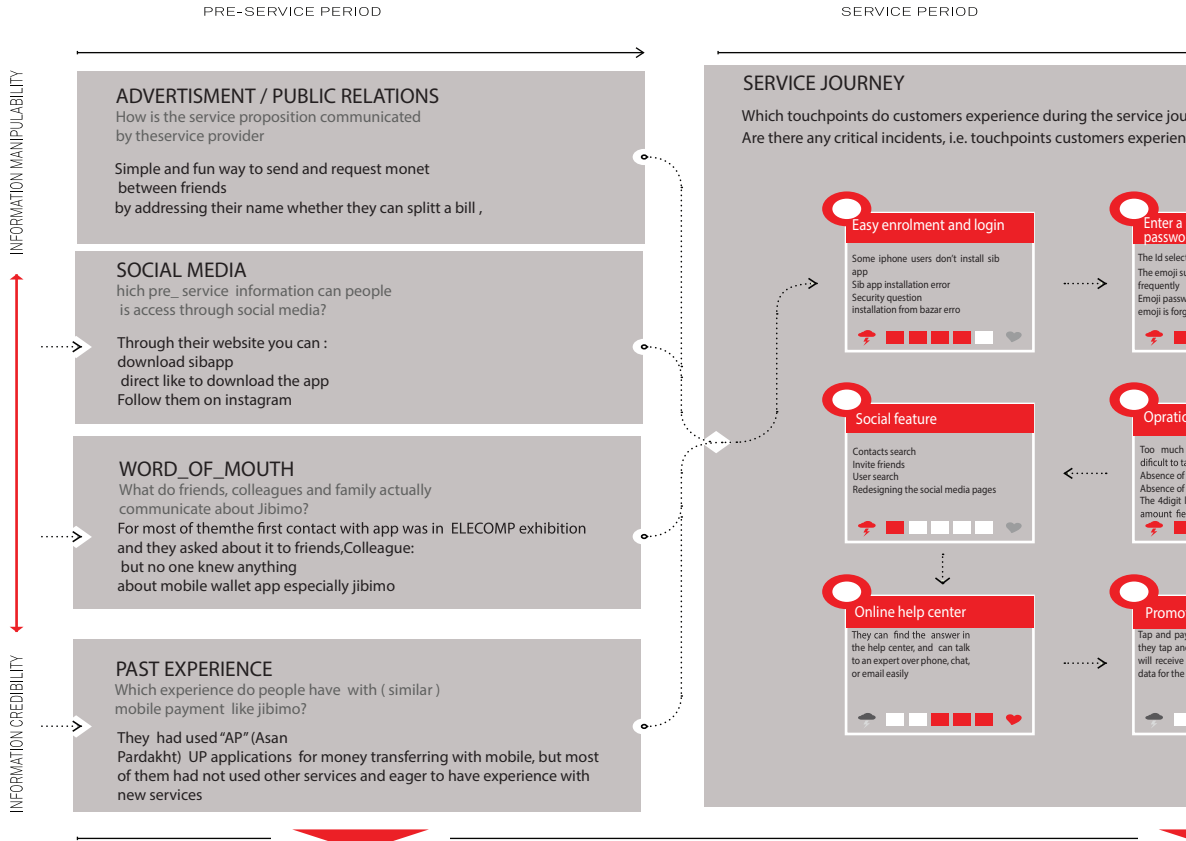 PRE-SERVICE PERIOD
SERVICE PERIOD
INFORMATION MANIPULABILITY
INFORMATION CREDIBILITY
ADVERTISMENT / PUBLIC RELATIONS
How is the service proposition communicated
by theservice provider
Simple and fun way to send and request monet
between friends
by addressing their name whether they can splitt a bill ,
SOCIAL MEDIA
hich pre_ service information can people
is access through social media?
Through their website you can :
download sibapp
direct like to download the app
Follow them on instagram
WORD_OF_MOUTH
What do friends, colleagues and family actually
communicate about Jibimo?
For most of themthe first contact with app was in ELECOMP exhibition
and they asked about it to friends,Colleague:
but no one knew anything
about mobile wallet app especially jibimo
PAST EXPERIENCE
Which experience do people have with ( similar )
mobile payment like jibimo?
They had used “AP” (Asan
Pardakht) UP applications for money transferring with mobile, but most
of them had not used other services and eager to have experience with
new services
SERVICE JOURNEY
Which touchpoints do customers experience during the service jou
Are there any critical incidents, i.e. touchpoints customers experien
Easy enrolment and login
Some iphone users don't install sib
app
Sib app installation error
Security question
installation from bazar erro
Enter a
passwo
The Id select
The emoji su
frequently
Emoji passw
emoji is forg
Social feature
Contacts search
Invite friends
User search
Redesigning the social media pages
Opratio
Too much
dificult to ta
Absence of
Absence of
The 4digit
amount fie
Online help center
They can find the answer in
the help center, and can talk
to an expert over phone, chat,
or email easily
Promo
Tap and pay
they tap and
will receive
data for the